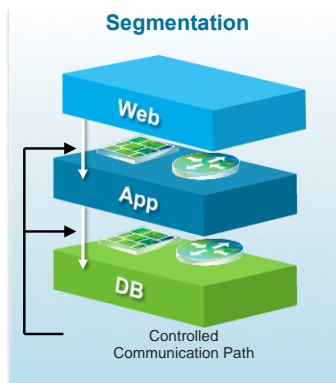 Segmentation
Web
App
DB
Controlled
Communication Path